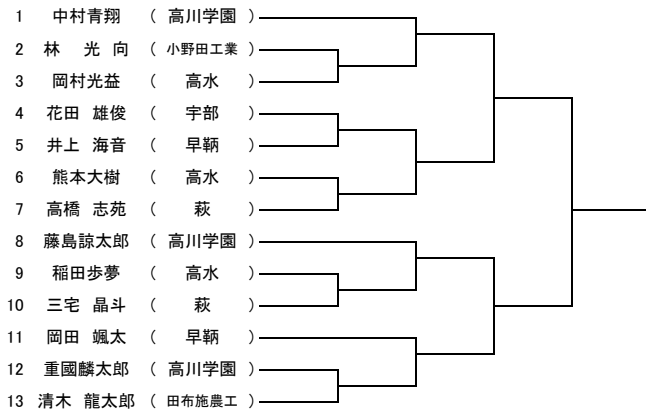 1 中村青翔 （ 高川学園 ）
2 林 光 向 （ 小野田工業 ）
3 岡村光益 （ 高水 ）
4 花田 雄俊 （ 宇部 ）
5 井上 海音 （ 早鞆 ）
6 熊本大樹 （ 高水 ）
7 高橋 志苑 （ 萩 ）
8 藤島諒太郎 （ 高川学園 ）
9 稲田歩夢 （ 高水 ）
10 三宅 晶斗 （ 萩 ）
11 岡田 颯太 （ 早鞆 ）
12 重國麟太郎 （ 高川学園 ）
13 清木 龍太郎 （ 田布施農工 ）